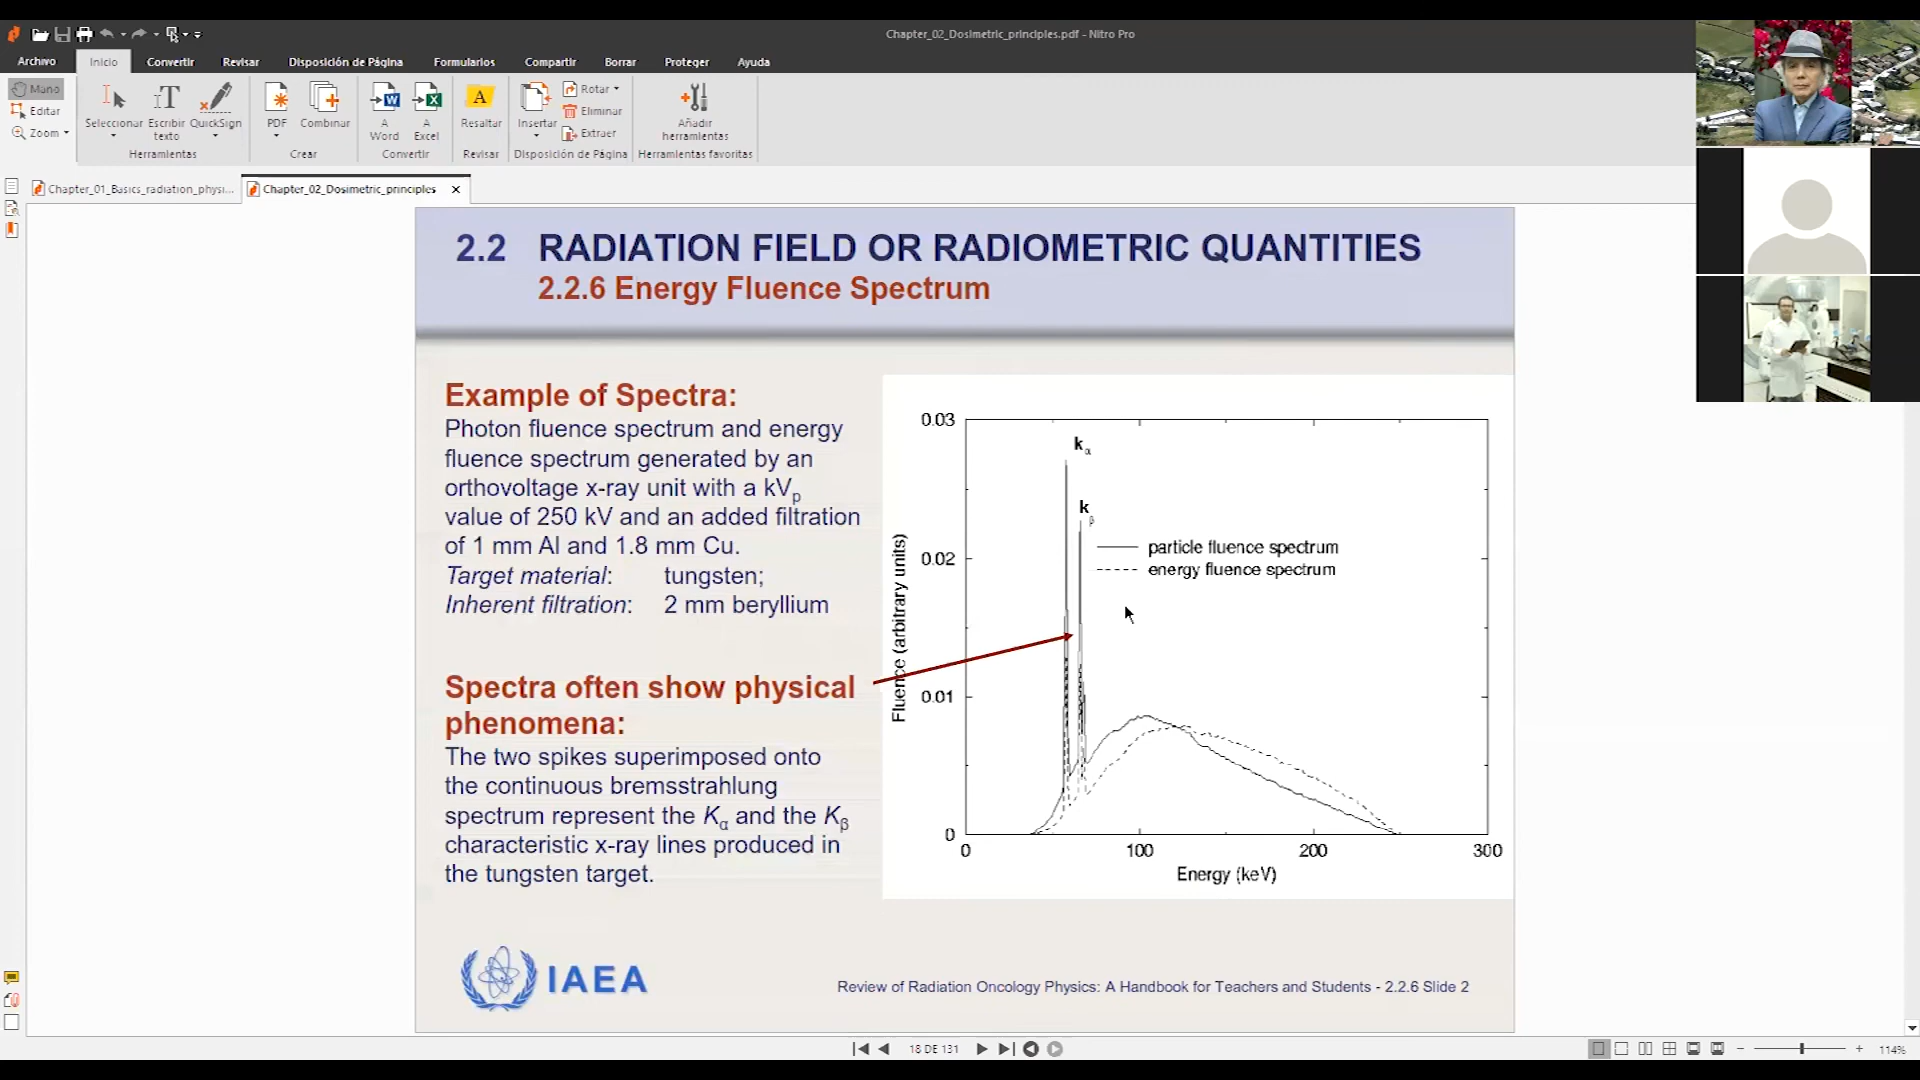 Chapter_02_Dosimetric_principles.pdf - Nitro Pro
Archivo Inicio Convertir Revisar Disposición de Página Formularios Compartir Borrar Proteger Ayuda
Mano
Editar
Zoom
Seleccionar
Escribir texto
QuickSign
Herramientas
PDF
Combinar
Crear
A Word
A Excel
Convertir
Resaltar
Revisar
Insertar
Rotar
Eliminar
Extraer
Disposición de Página
Añadir herramientas
Herramientas favoritas
Chapter_01_Basics_radiation_physi...
Chapter_02_Dosimetric_principles
2.2 RADIATION FIELD OR RADIOMETRIC QUANTITIES
2.2.6 Energy Fluence Spectrum
Example of Spectra:
Photon fluence spectrum and energy
fluence spectrum generated by an
orthovoltage x-ray unit with a kVp
value of 250 kV and an added filtration
of 1 mm Al and 1.8 mm Cu.
Target material: tungsten;
Inherent filtration: 2 mm beryllium
Spectra often show physical
phenomena:
The two spikes superimposed onto
the continuous bremsstrahlung
spectrum represent the Kα and the Kβ
characteristic x-ray lines produced in
the tungsten target.
Fluence (arbitrary units)
0.03
0.02
0.01
0
kα
kβ
particle fluence spectrum
energy fluence spectrum
0 100 200 300
Energy (keV)
IAEA
Review of Radiation Oncology Physics: A Handbook for Teachers and Students - 2.2.6 Slide 2
18 DE 131
114%